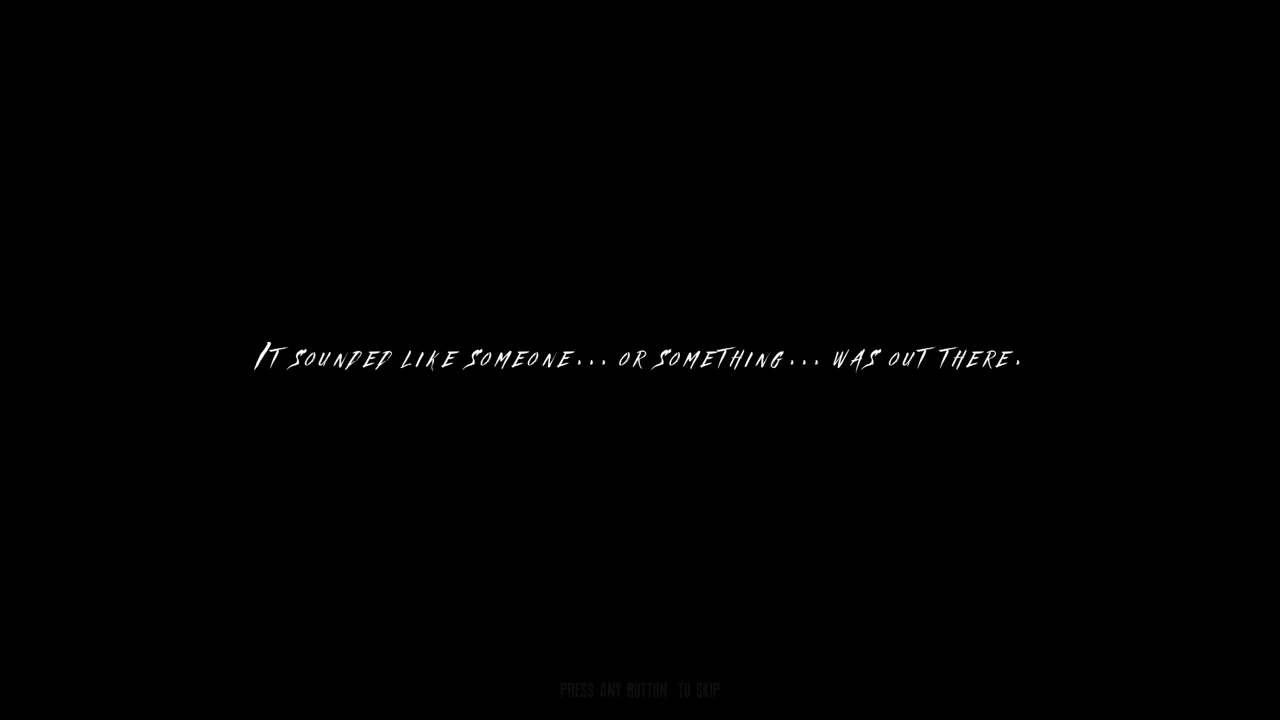 It sounded like someone... or something... was out there.
PRESS ANY BUTTON TO SKIP